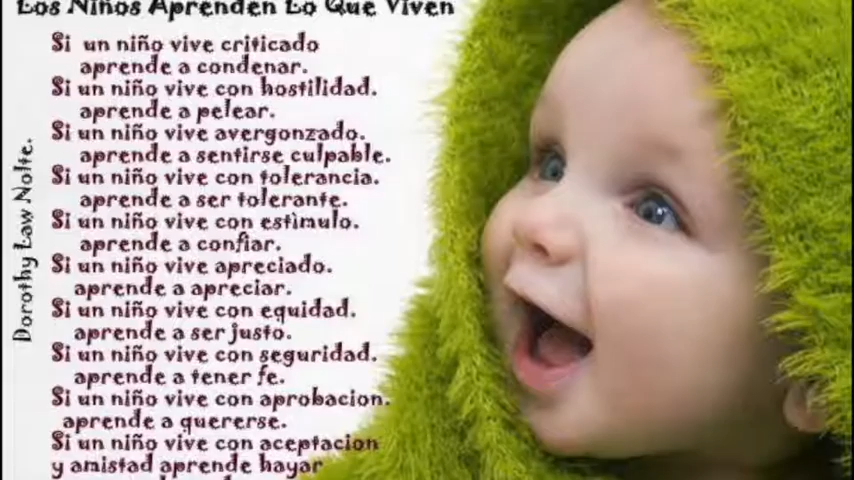 Los Niños Aprenden Lo Que Viven
Si un niño vive criticado
aprende a condenar.
Si un niño vive con hostilidad.
aprende a pelear.
Si un niño vive avergonzado.
aprende a sentirse culpable.
Si un niño vive con tolerancia.
aprende a ser tolerante.
Si un niño vive con estimulo.
aprende a confiar.
Si un niño vive apreciado.
aprende a apreciar.
Si un niño vive con equidad.
aprende a ser justo.
Si un niño vive con seguridad.
aprende a tener fe.
Si un niño vive con aprobacion.
aprende a quererse.
Si un niño vive con aceptacion
y amistad aprende hayar
Dorothy Law Nolte.